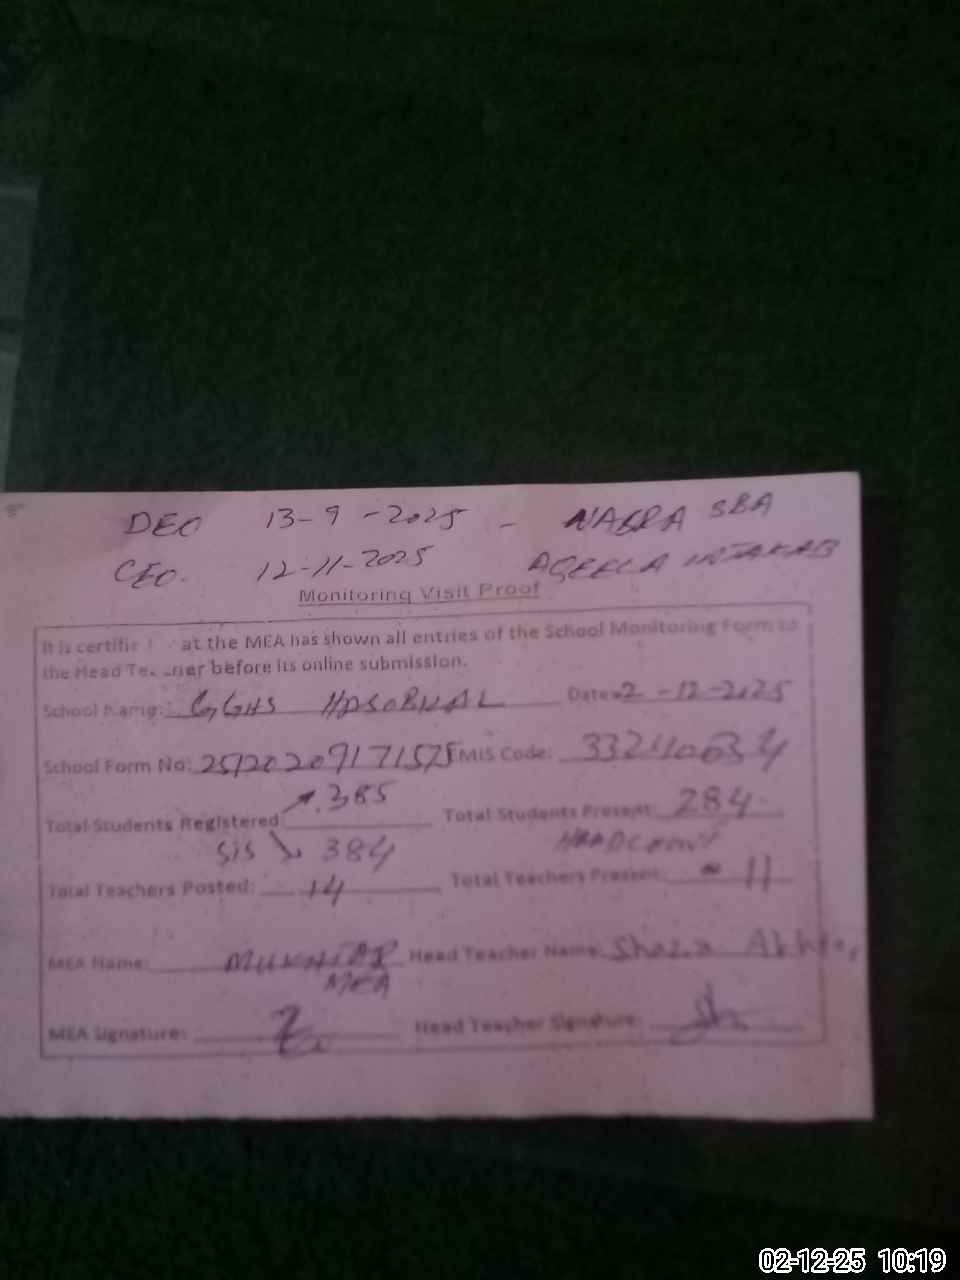 DEO 13-9-2025 - NABRA SBA
CEO. 12-11-2025 AQEELA INTAKAB
Monitoring Visit Proof
It is certifie at the MEA has shown all entries of the School Monitoring Form to
the Head Te ner before its online submission.
School Name: GGHS Date: 2-12-2025
School Form No: EMIS Code:
385
Total Students Registered Total Students Present: 284
SIS 384 HEADCOUNT
Total Teachers Posted: 14 Total Teachers Present: 11
MEA Name: MUKHTAR Head Teacher Name: Shazia
MEA
MEA Signature: Head Teacher Signature:
02-12-25 10:19